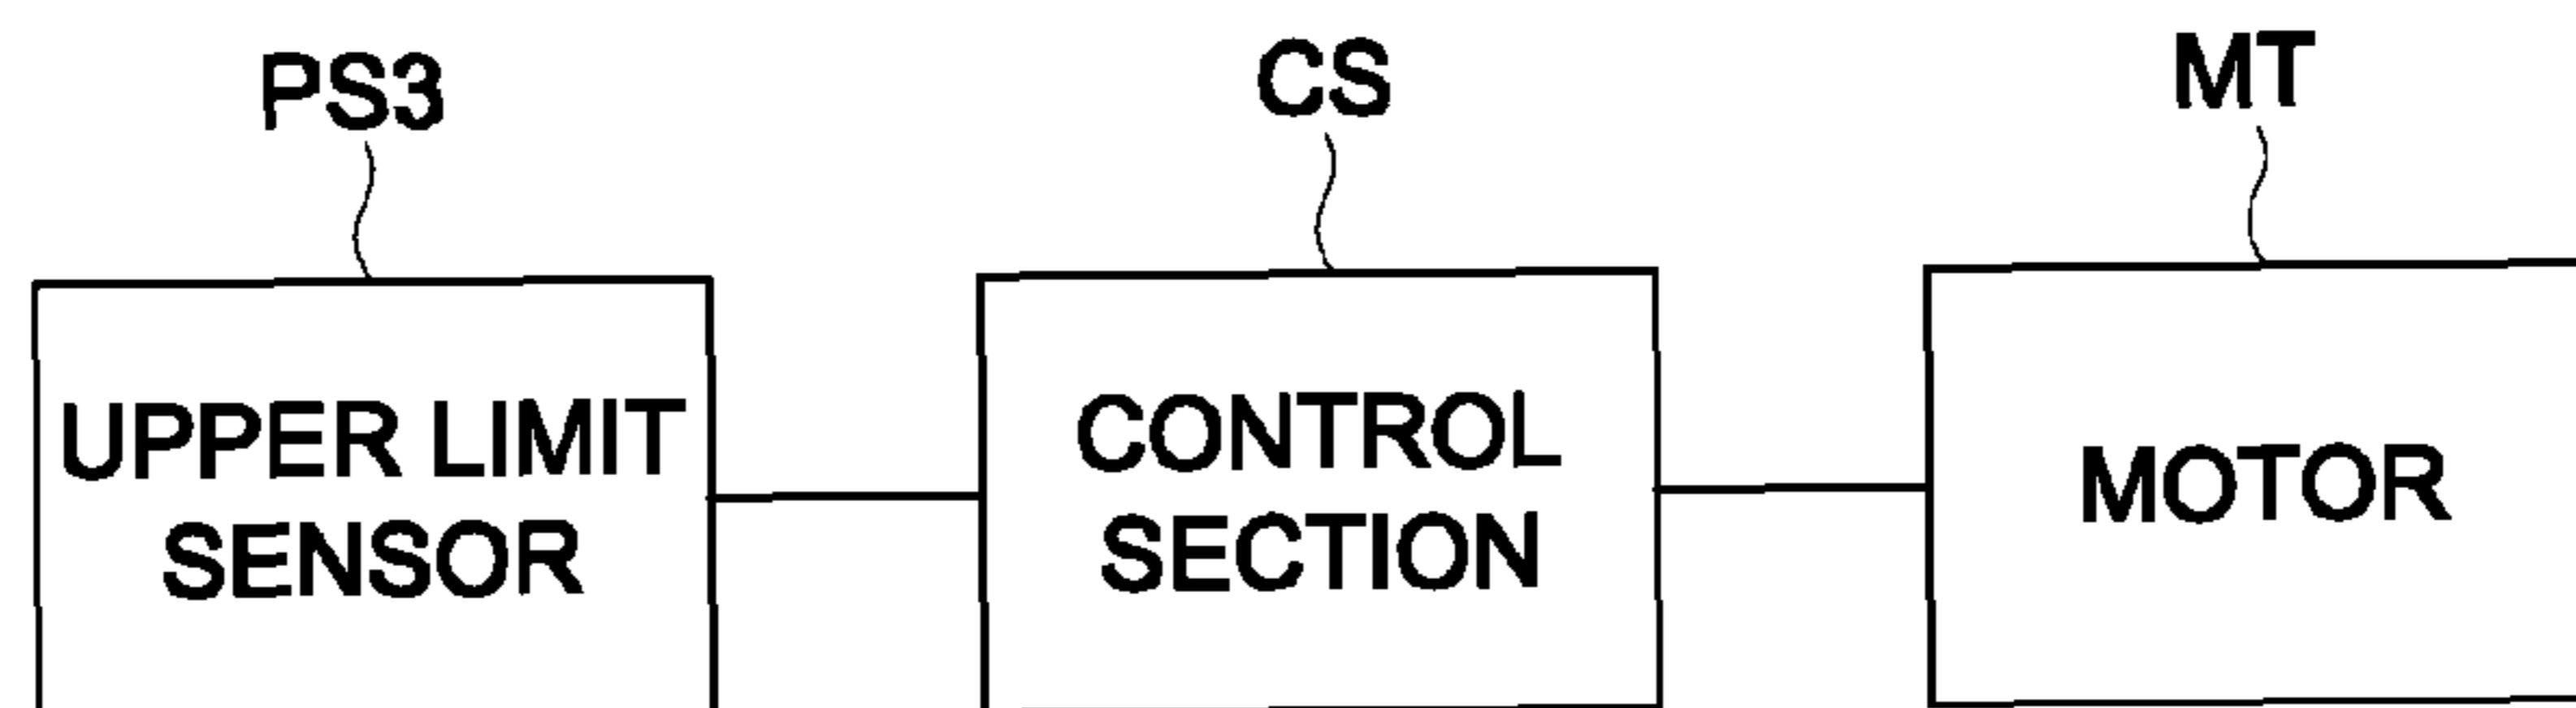 PS3
CS
MT
UPPER LIMIT
SENSOR
CONTROL
SECTION
MOTOR